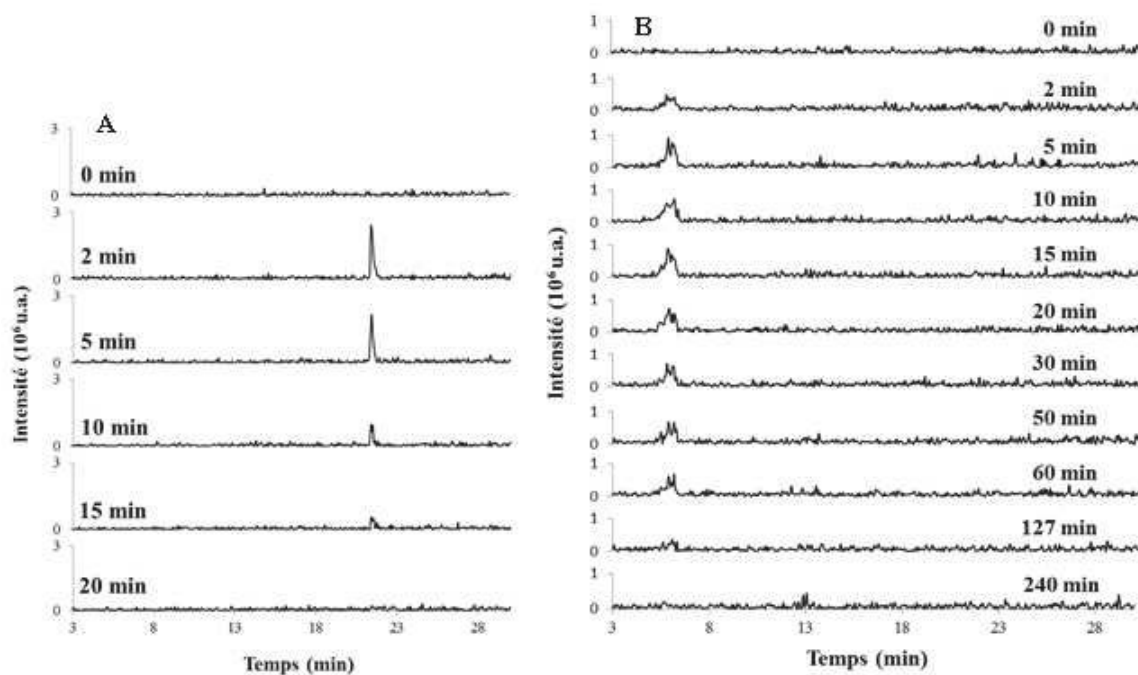 A
Intensité (10⁶u.a.)
3
0
0 min
3
0
2 min
3
0
5 min
3
0
10 min
3
0
15 min
3
0
20 min
3 8 13 18 23 28
Temps (min)
B
Intensité (10⁶u.a.)
1
0
0 min
1
0
2 min
1
0
5 min
1
0
10 min
1
0
15 min
1
0
20 min
1
0
30 min
1
0
50 min
1
0
60 min
1
0
127 min
1
0
240 min
3 8 13 18 23 28
Temps (min)